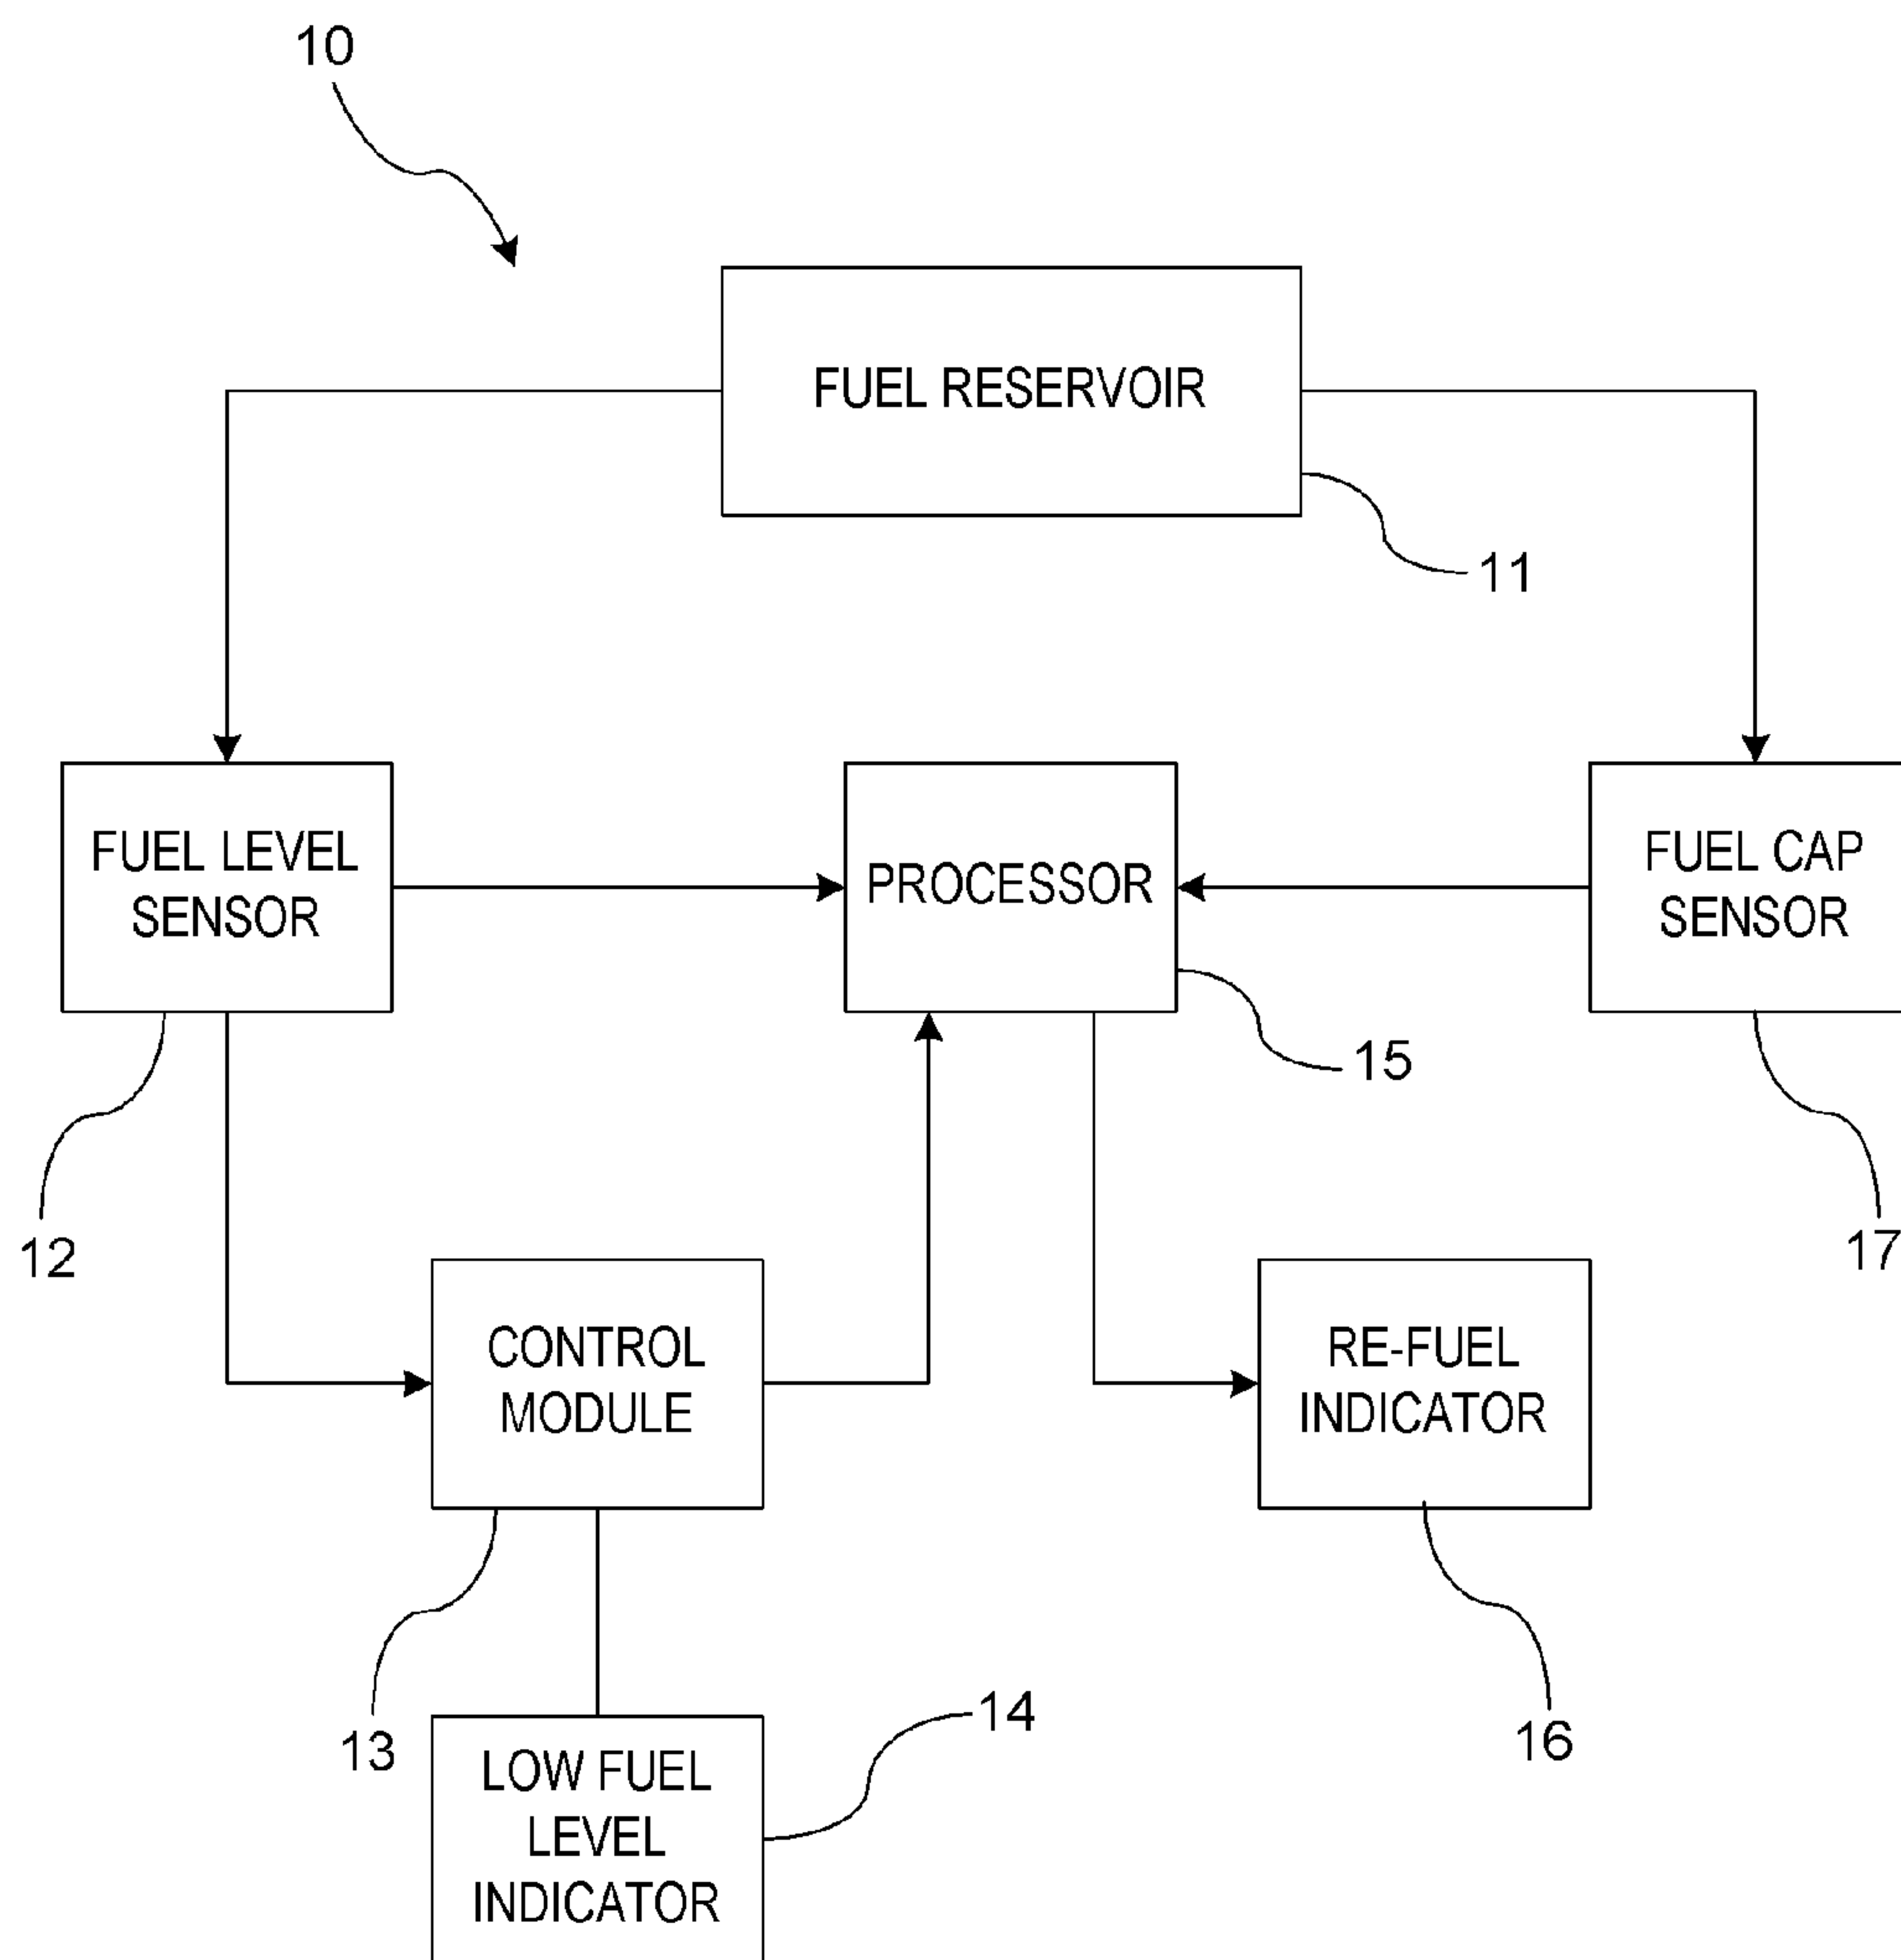 10
FUEL RESERVOIR
11
FUEL LEVEL
SENSOR
PROCESSOR
FUEL CAP
SENSOR
15
12
17
CONTROL
MODULE
RE-FUEL
INDICATOR
13
14
16
LOW FUEL
LEVEL
INDICATOR